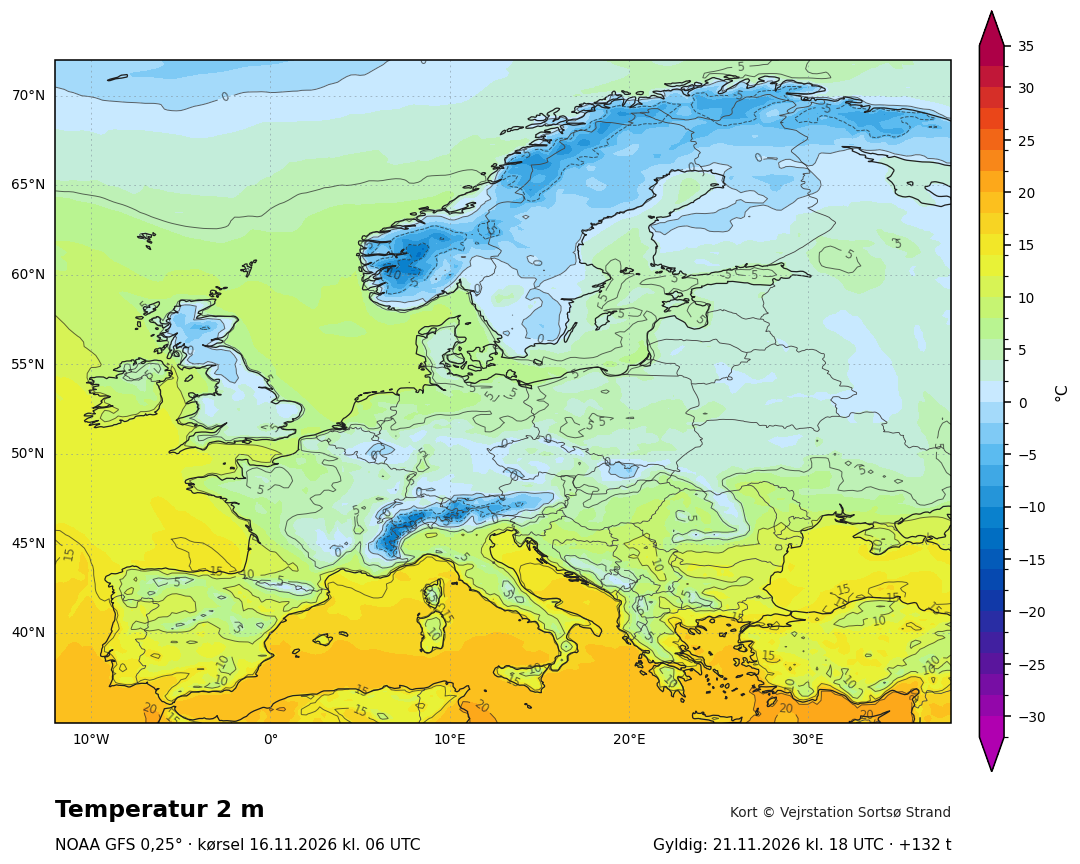 70°N
65°N
60°N
55°N
50°N
45°N
40°N
10°W 0° 10°E 20°E 30°E
35
30
25
20
15
10
5
0
−5
−10
−15
−20
−25
−30
°C
Temperatur 2 m
Kort © Vejrstation Sortsø Strand
NOAA GFS 0,25° · kørsel 16.11.2026 kl. 06 UTC
Gyldig: 21.11.2026 kl. 18 UTC · +132 t